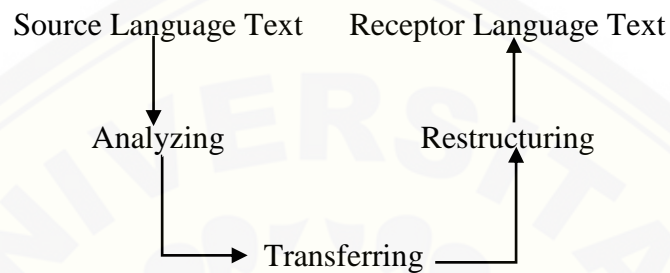 Source Language Text Receptor Language Text
Analyzing Restructuring
Transferring